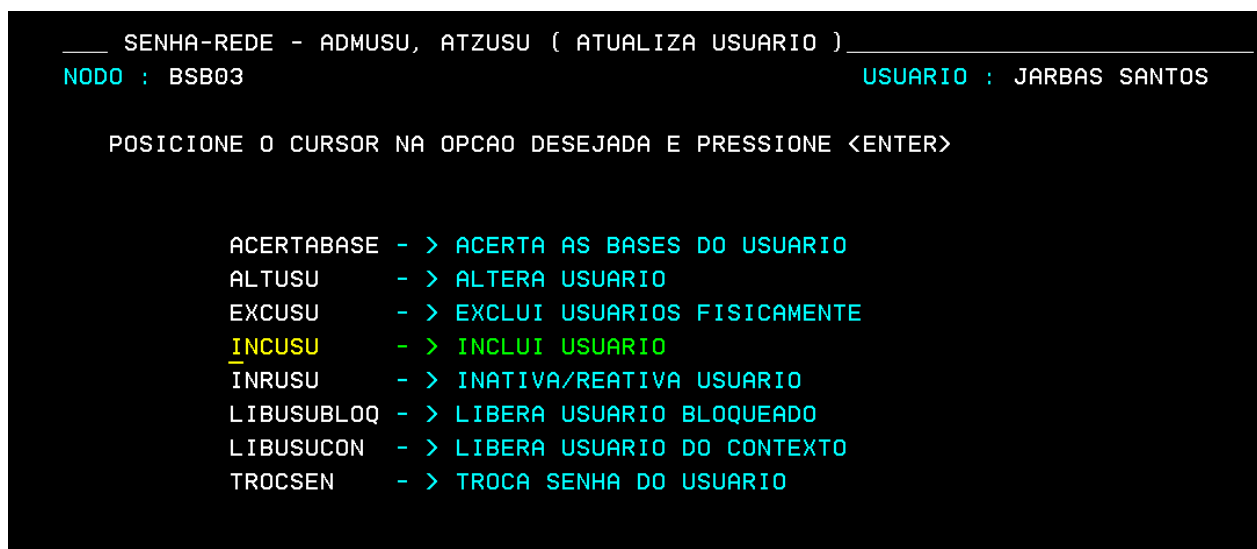 ____ SENHA-REDE - ADMUSU, ATZUSU ( ATUALIZA USUARIO )___________________________
NODO : BSB03 USUARIO : JARBAS SANTOS
POSICIONE O CURSOR NA OPCAO DESEJADA E PRESSIONE <ENTER>
ACERTABASE - > ACERTA AS BASES DO USUARIO
ALTUSU - > ALTERA USUARIO
EXCUSU - > EXCLUI USUARIOS FISICAMENTE
INCUSU - > INCLUI USUARIO
INRUSU - > INATIVA/REATIVA USUARIO
LIBUSUBLOQ - > LIBERA USUARIO BLOQUEADO
LIBUSUCON - > LIBERA USUARIO DO CONTEXTO
TROCSEN - > TROCA SENHA DO USUARIO